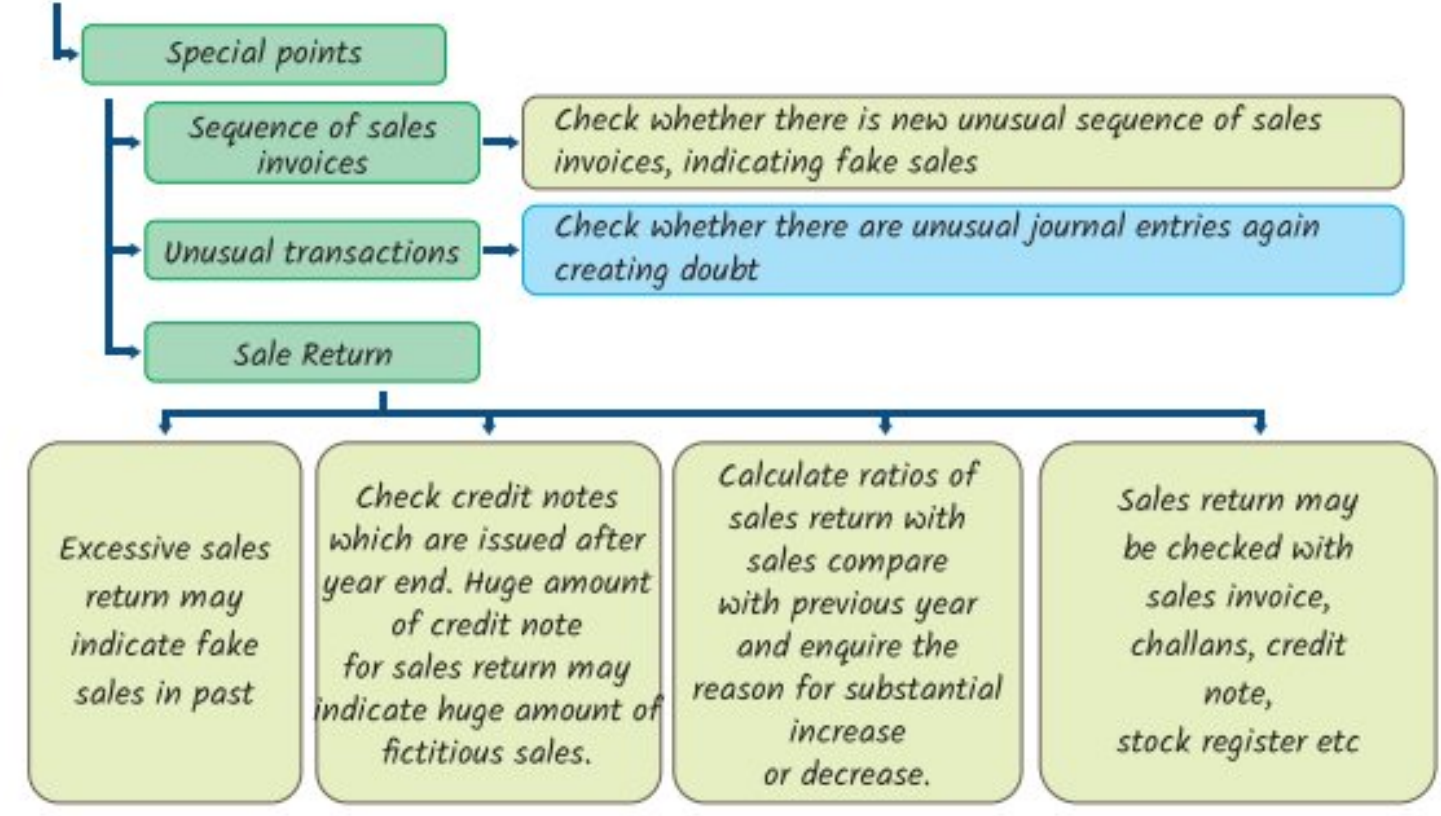 Special points
Sequence of sales
invoices
Check whether there is new unusual sequence of sales
invoices, indicating fake sales
Unusual transactions
Check whether there are unusual journal entries again
creating doubt
Sale Return
Excessive sales
return may
indicate fake
sales in past
Check credit notes
which are issued after
year end. Huge amount
of credit note
for sales return may
indicate huge amount of
fictitious sales.
Calculate ratios of
sales return with
sales compare
with previous year
and enquire the
reason for substantial
increase
or decrease.
Sales return may
be checked with
sales invoice,
challans, credit
note,
stock register etc